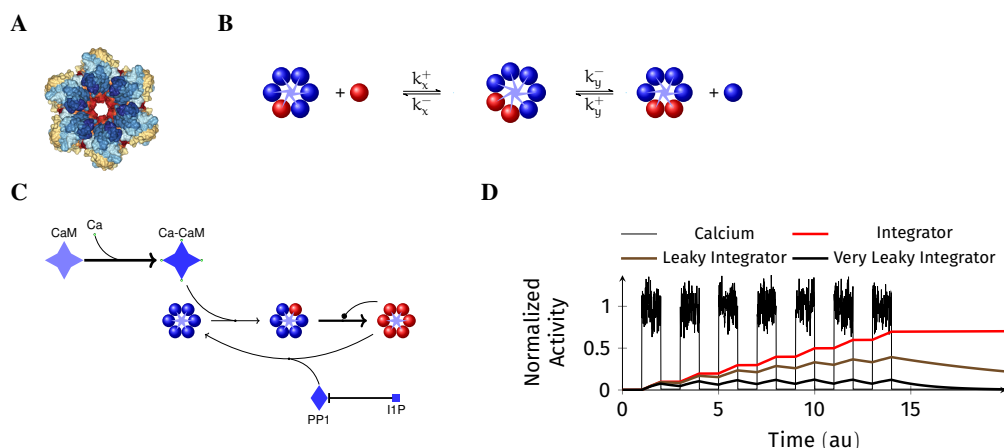 A
B
+
k_x^+
k_x^-
k_y^-
k_y^+
+
C
CaM
Ca
Ca-CaM
PP1
I1P
D
Calcium
Integrator
Leaky Integrator
Very Leaky Integrator
Normalized
Activity
1
0.5
0
0
5
10
15
Time (au)